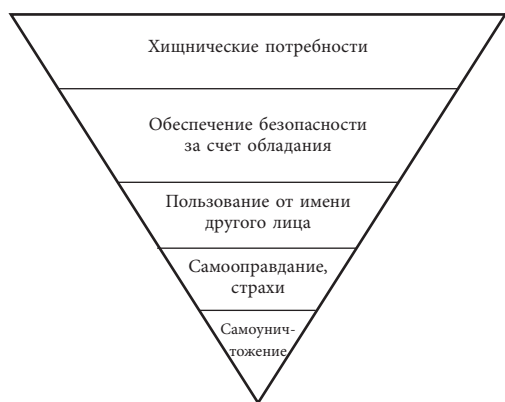 Хищнические потребности
Обеспечение безопасности
за счет обладания
Пользование от имени
другого лица
Самооправдание,
страхи
Самоунич-
тожение